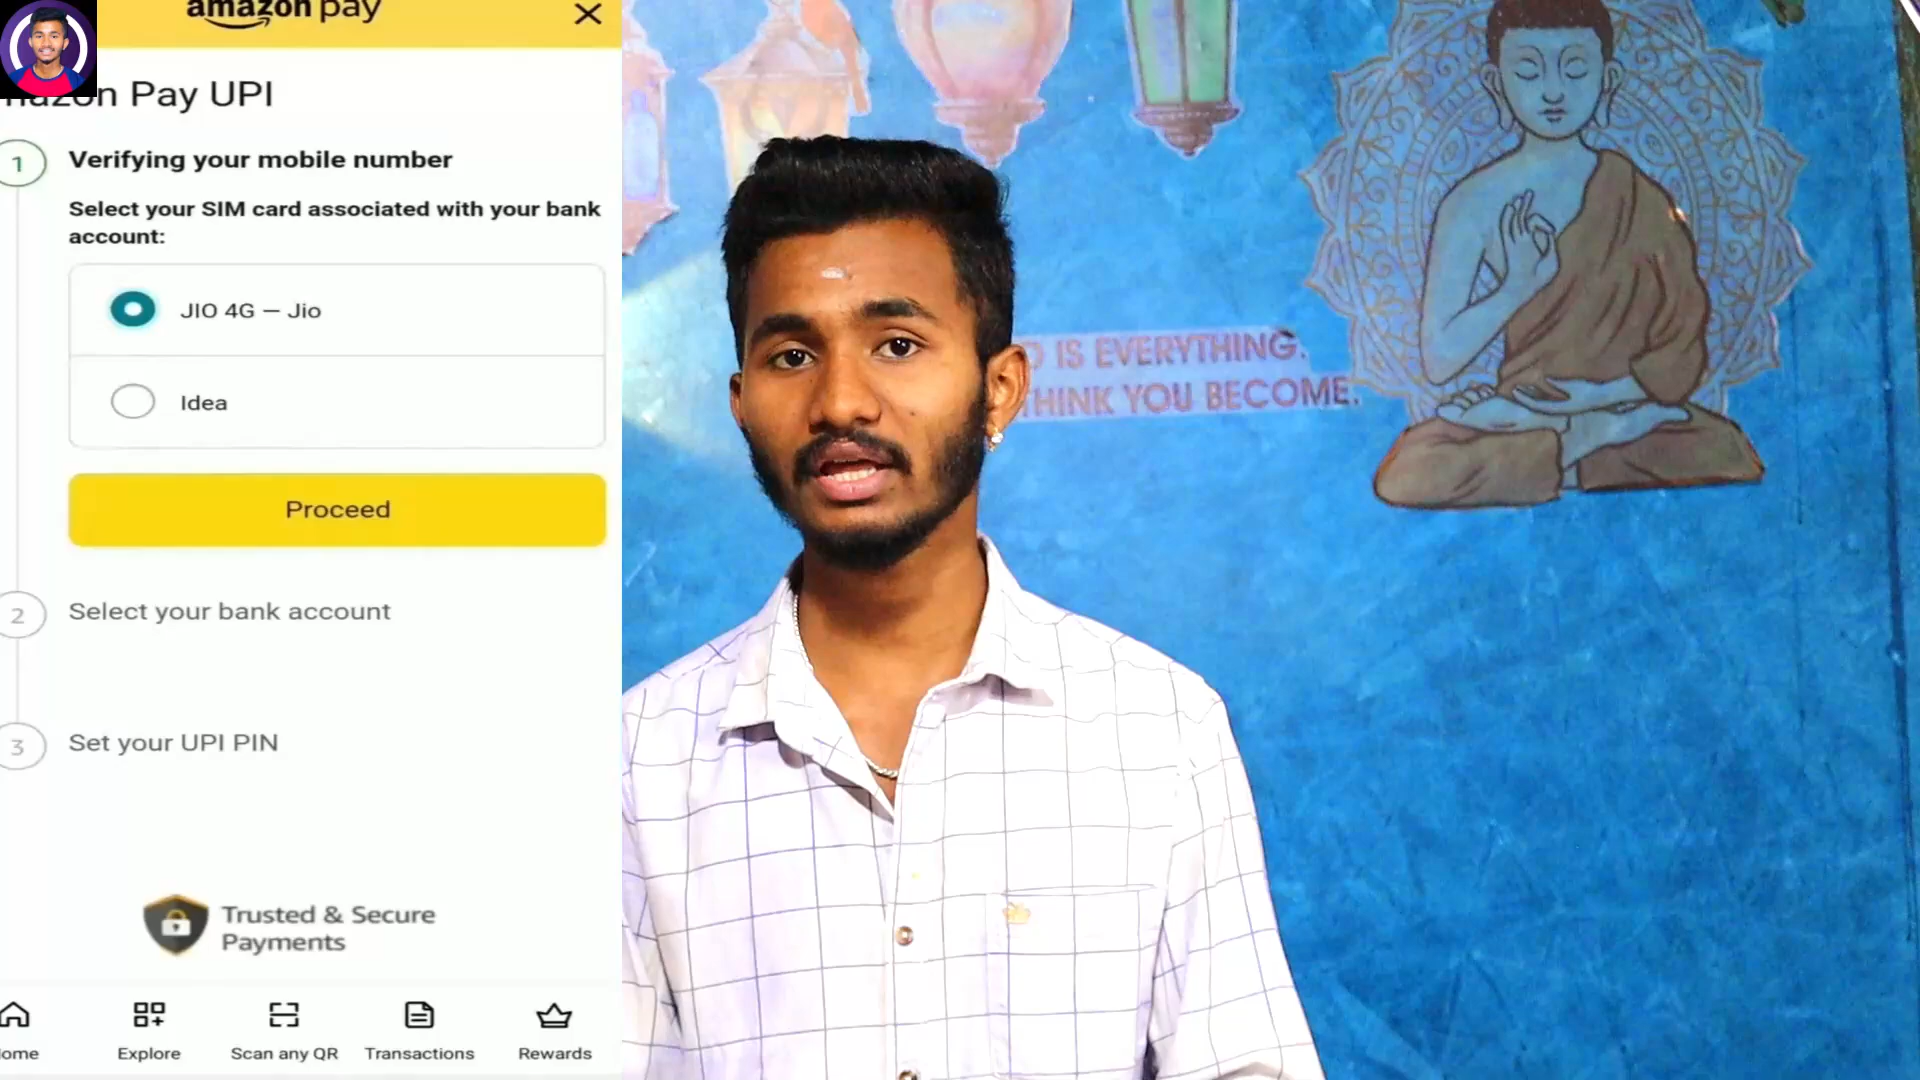 amazon pay
Pay UPI
1
Verifying your mobile number
Select your SIM card associated with your bank
account:
JIO 4G — Jio
Idea
Proceed
2
Select your bank account
3
Set your UPI PIN
Trusted & Secure
Payments
Explore
Scan any QR
Transactions
Rewards
IS EVERYTHING.
THINK YOU BECOME.